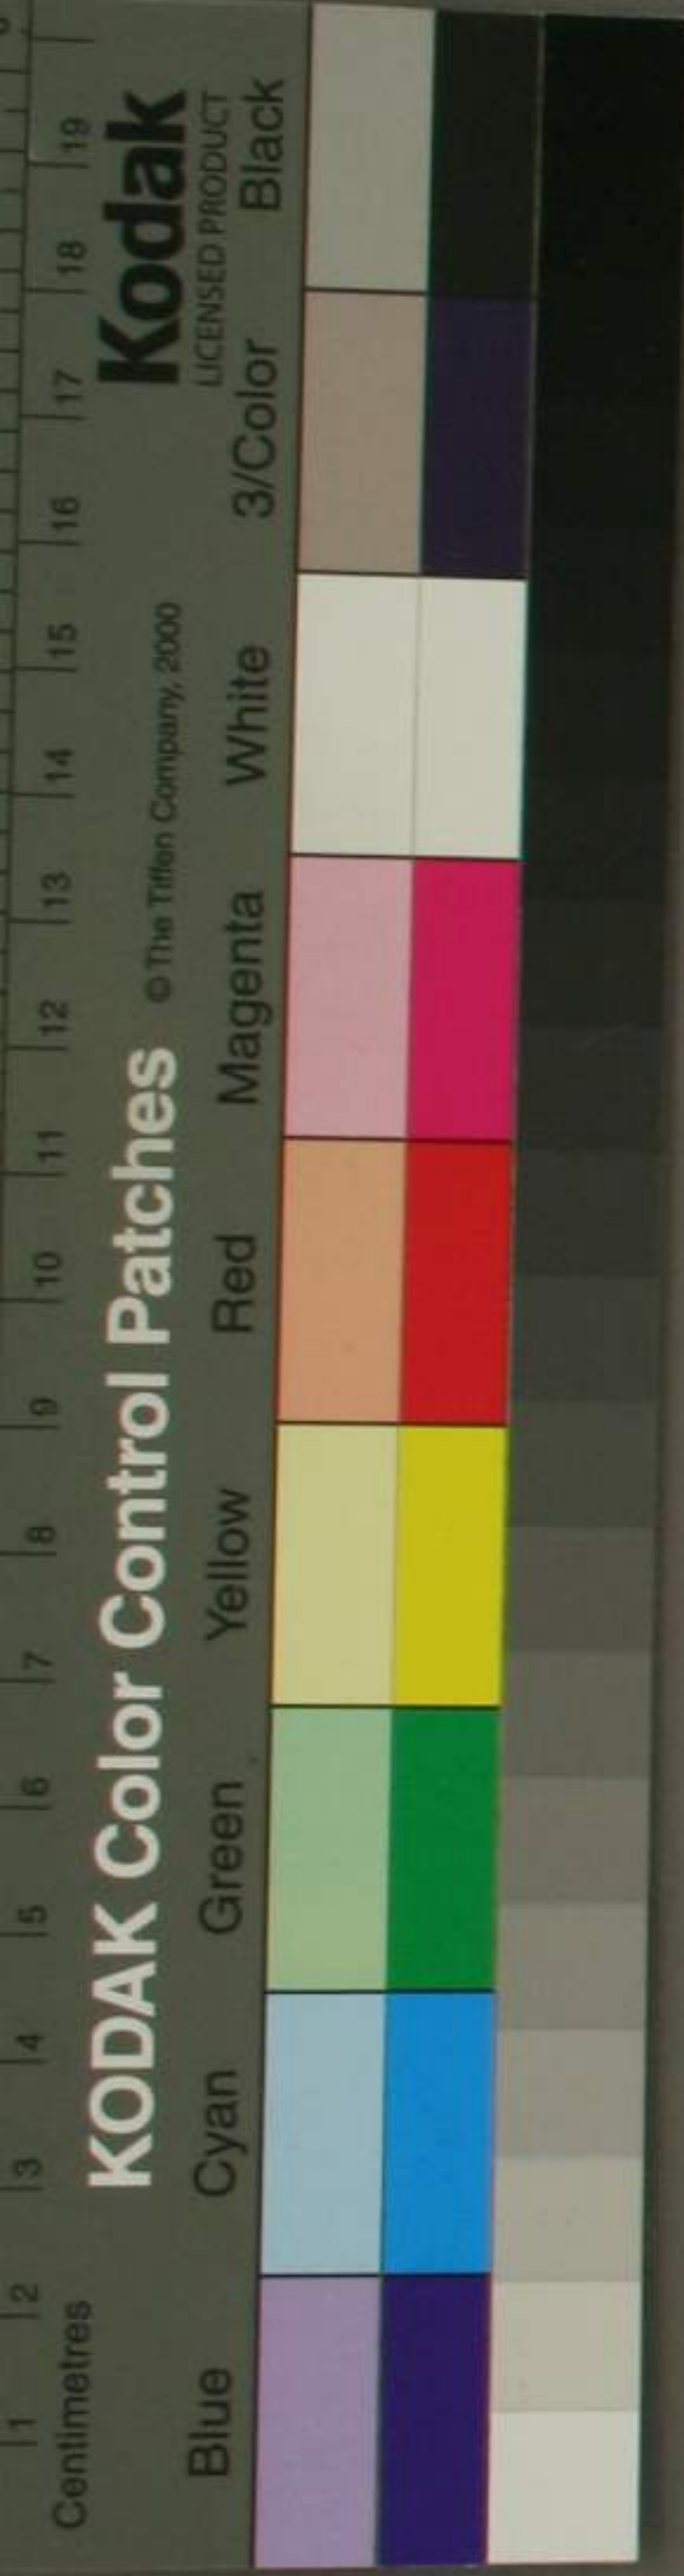 Centimetres
1 2 3 4 5 6 7 8 9 10 11 12 13 14 15 16 17 18 19
KODAK Color Control Patches © The Tiffen Company, 2000
Kodak
LICENSED PRODUCT
Blue Cyan Green Yellow Red Magenta White 3/Color Black